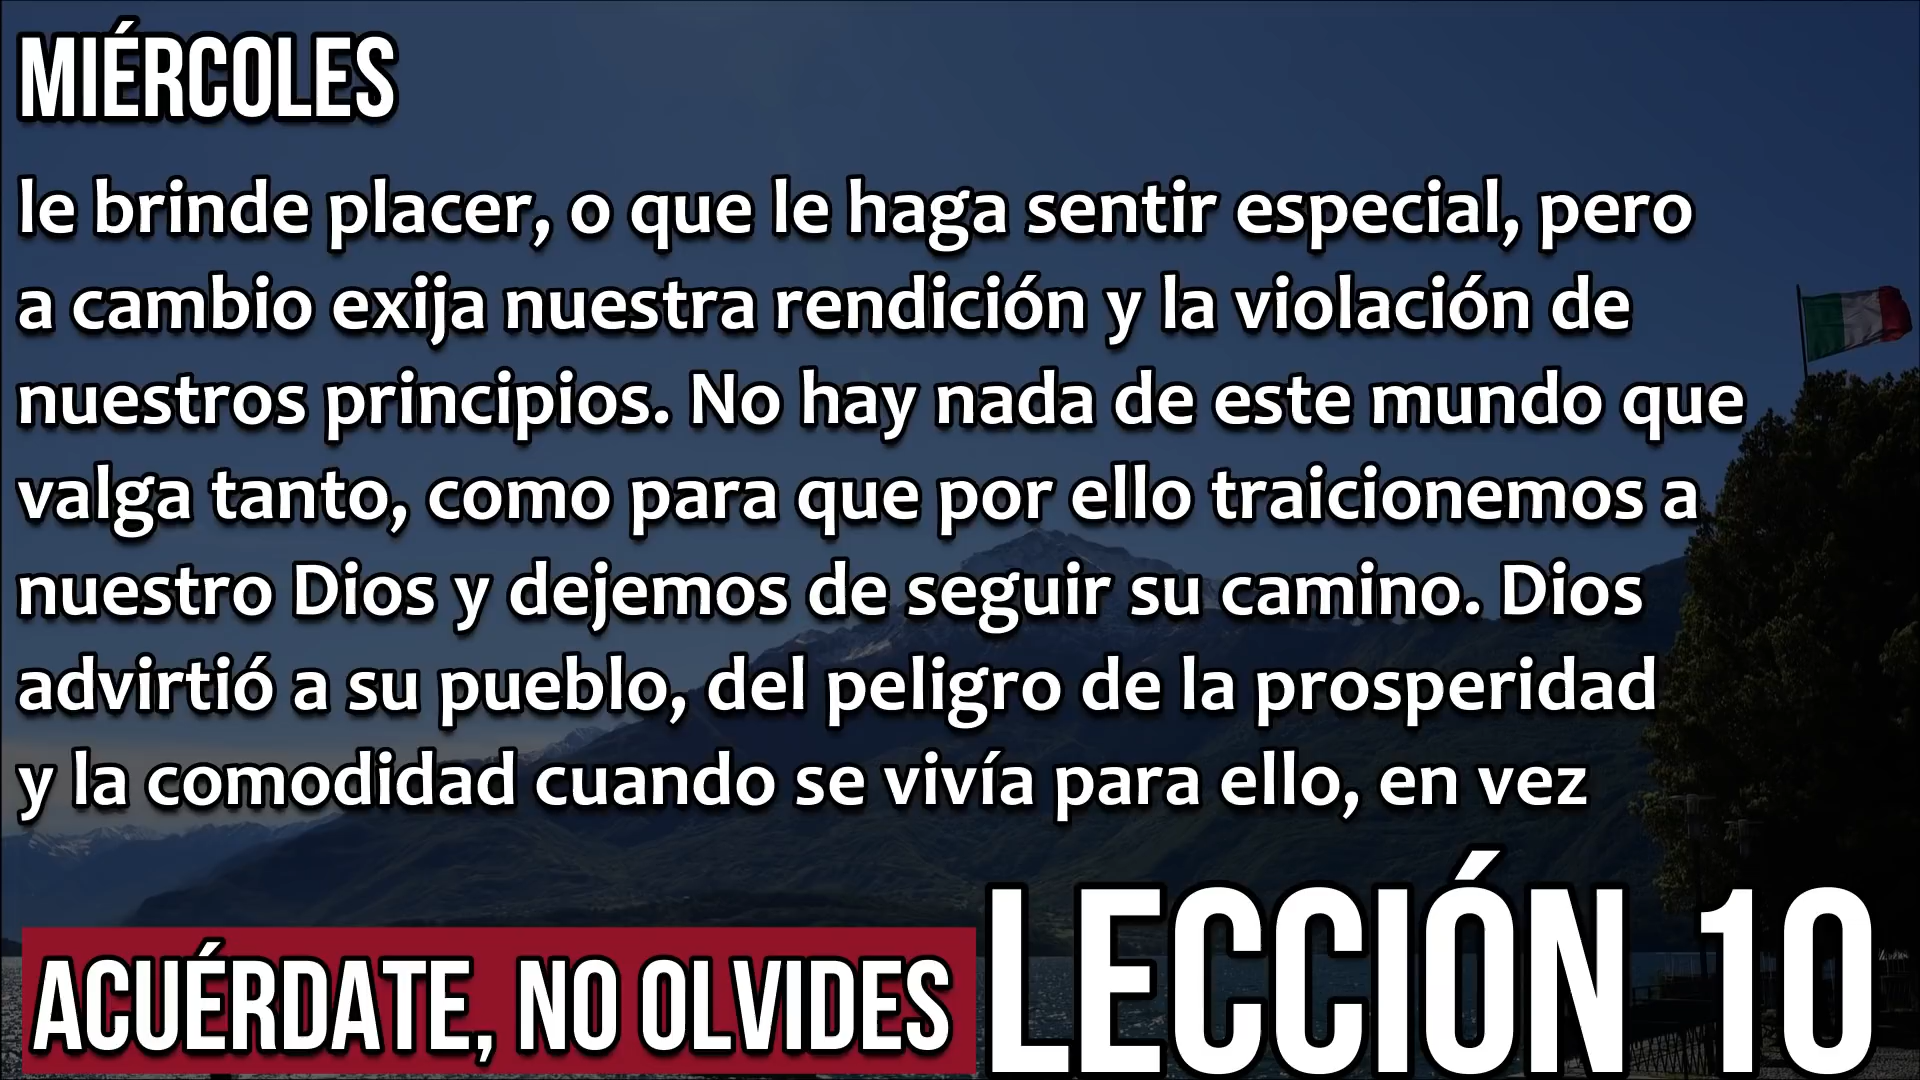 MIÉRCOLES
le brinde placer, o que le haga sentir especial, pero
a cambio exija nuestra rendición y la violación de
nuestros principios. No hay nada de este mundo que
valga tanto, como para que por ello traicionemos a
nuestro Dios y dejemos de seguir su camino. Dios
advirtió a su pueblo, del peligro de la prosperidad
y la comodidad cuando se vivía para ello, en vez
ACUÉRDATE, NO OLVIDES
LECCIÓN 10